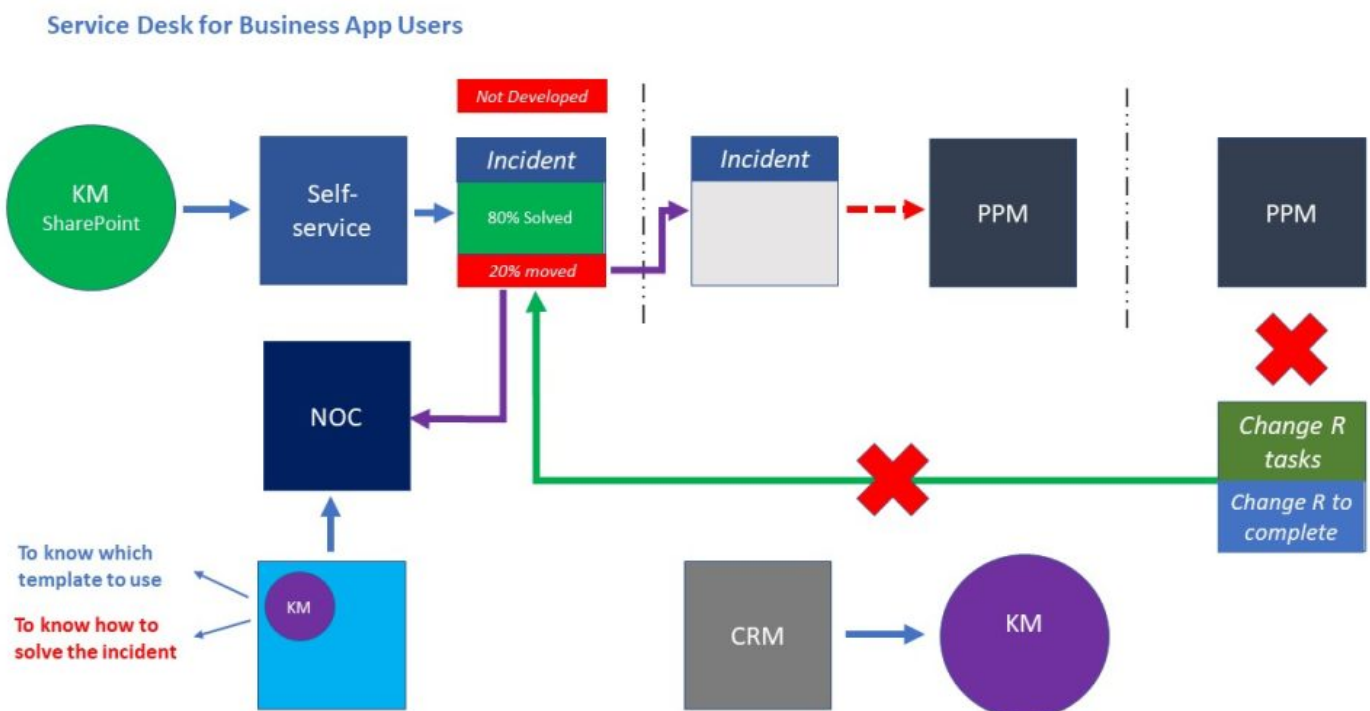 Service Desk for Business App Users
Not Developed
KM
SharePoint
Self-
service
Incident
80% Solved
20% moved
Incident
PPM
PPM
NOC
Change R
tasks
Change R to
complete
To know which
template to use
To know how to
solve the incident
KM
CRM
KM